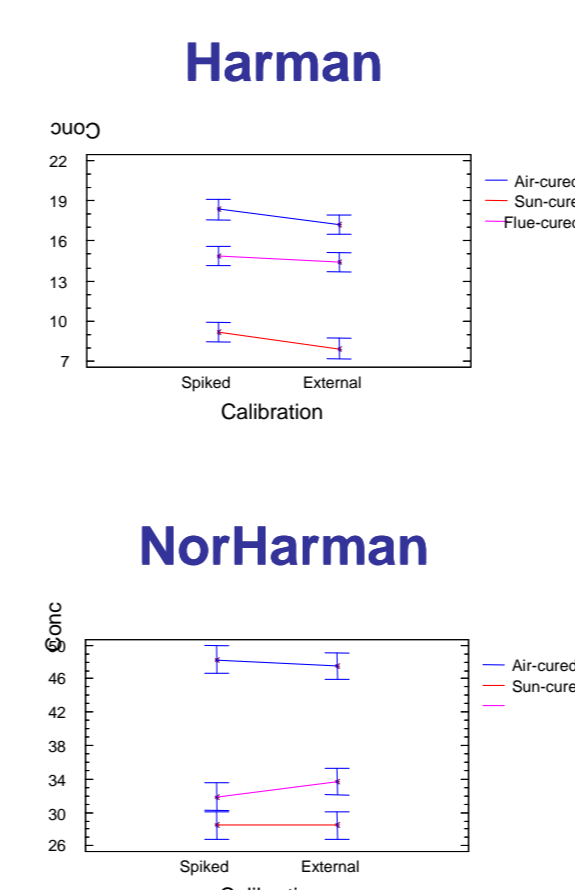 Harman
Conc
22
19
16
13
10
7
Air-cured
Sun-cure
Flue-cured
Spiked External
Calibration
NorHarman
Conc
46
42
38
34
30
26
Air-cured
Sun-cure
Spiked External